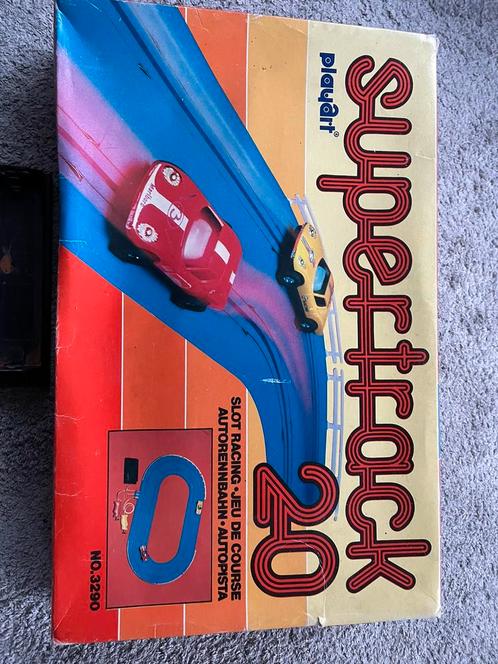 playart®
supertrack
20
SLOT RACING • JEU DE COURSE
AUTORENNBAHN • AUTOPISTA
NO.3290